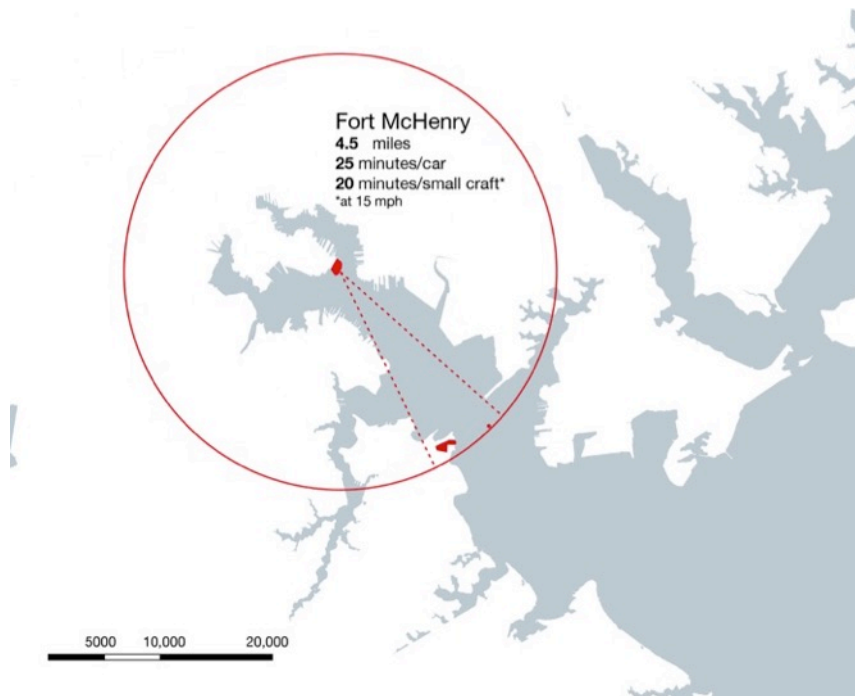 Fort McHenry
4.5 miles
25 minutes/car
20 minutes/small craft*
*at 15 mph
5000 10,000 20,000